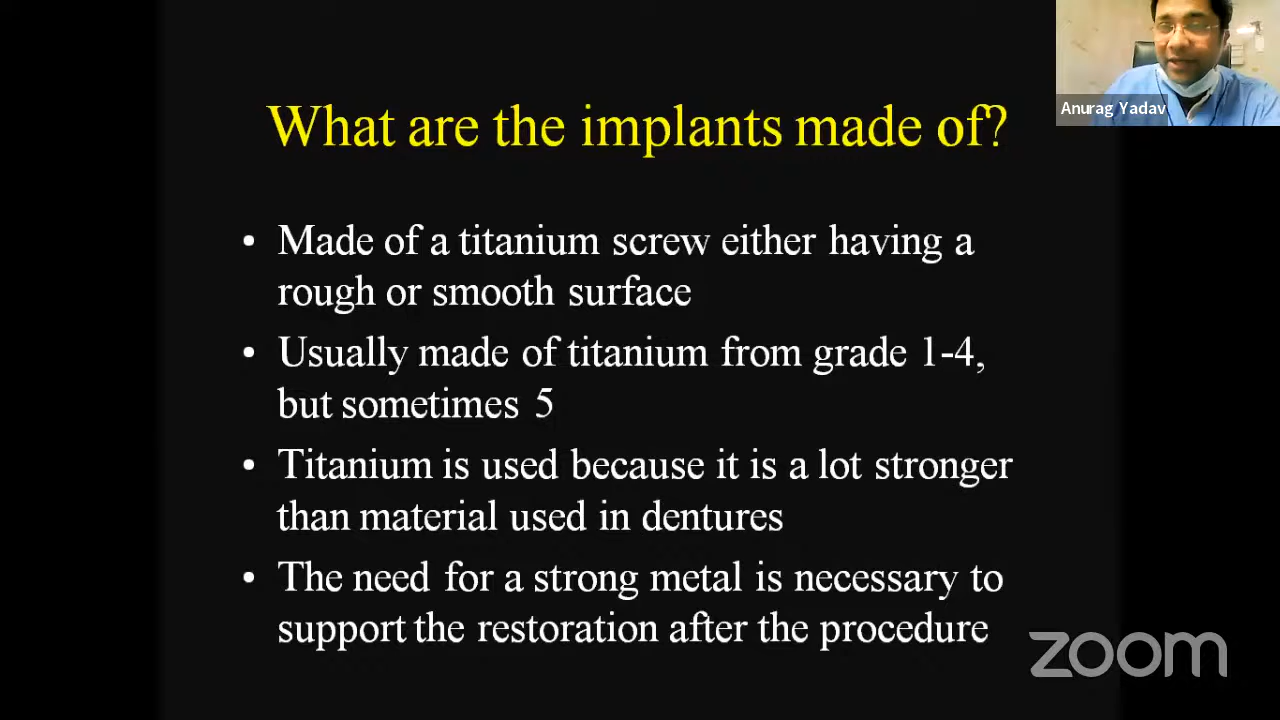 Anurag Yadav
What are the implants made of?
• Made of a titanium screw either having a
rough or smooth surface
• Usually made of titanium from grade 1-4,
but sometimes 5
• Titanium is used because it is a lot stronger
than material used in dentures
• The need for a strong metal is necessary to
support the restoration after the procedure
zoom